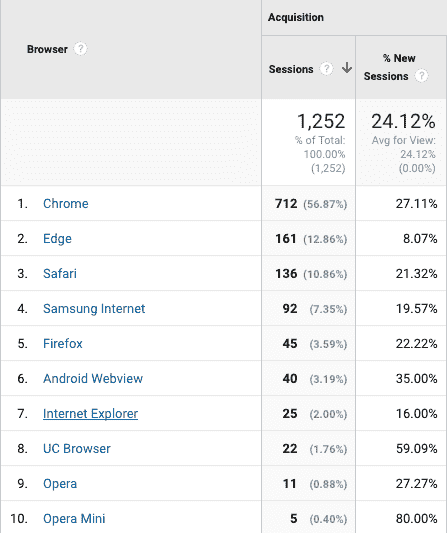 Acquisition
Browser ? Sessions ? % New Sessions ?
1,252 24.12%
% of Total: Avg for View:
100.00% 24.12%
(1,252) (0.00%)
1. Chrome 712 (56.87%) 27.11%
2. Edge 161 (12.86%) 8.07%
3. Safari 136 (10.86%) 21.32%
4. Samsung Internet 92 (7.35%) 19.57%
5. Firefox 45 (3.59%) 22.22%
6. Android Webview 40 (3.19%) 35.00%
7. Internet Explorer 25 (2.00%) 16.00%
8. UC Browser 22 (1.76%) 59.09%
9. Opera 11 (0.88%) 27.27%
10. Opera Mini 5 (0.40%) 80.00%